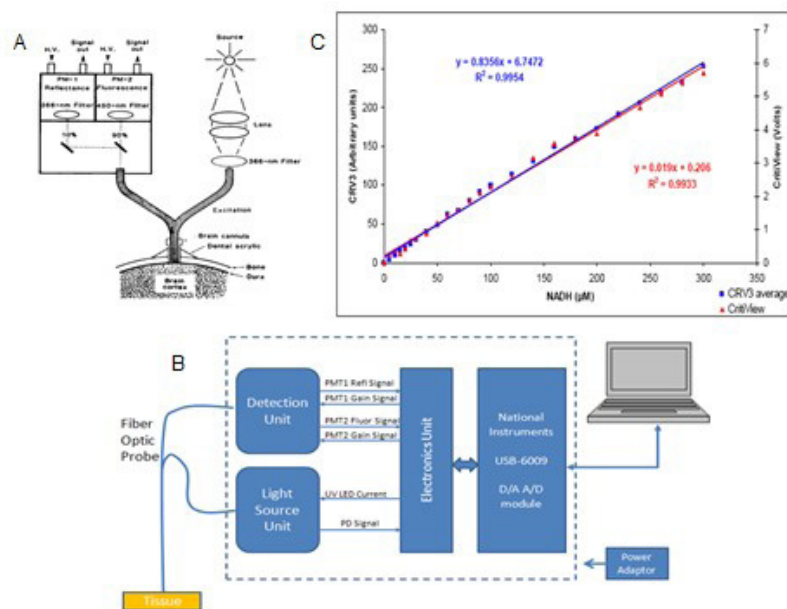 A
H.V. Signal out H.V. Signal out
PM-1 Reflectance PM-2 Fluorescence
366-nm Filter 450-nm Filter
10% 90%
Source
Lens
366-nm Filter
Excitation
Brain cannula
Dental acrylic
Bone
Dura
Brain cortex
C
CRV3 (Arbitrary units)
300
250
200
150
100
50
0
y = 0.8356x + 6.7472
R² = 0.9954
y = 0.019x + 0.206
R² = 0.9933
7
6
5
4
3
2
1
0
CritiView (Volts)
0 50 100 150 200 250 300 350
NADH (µM)
CRV3 average
CritiView
B
Fiber
Optic
Probe
Tissue
Detection
Unit
Light
Source
Unit
PMT1 Refl Signal
PMT1 Gain Signal
PMT2 Fluor Signal
PMT2 Gain Signal
UV LED Current
PD Signal
Electronics Unit
National
Instruments
USB-6009
D/A A/D
module
Power
Adaptor